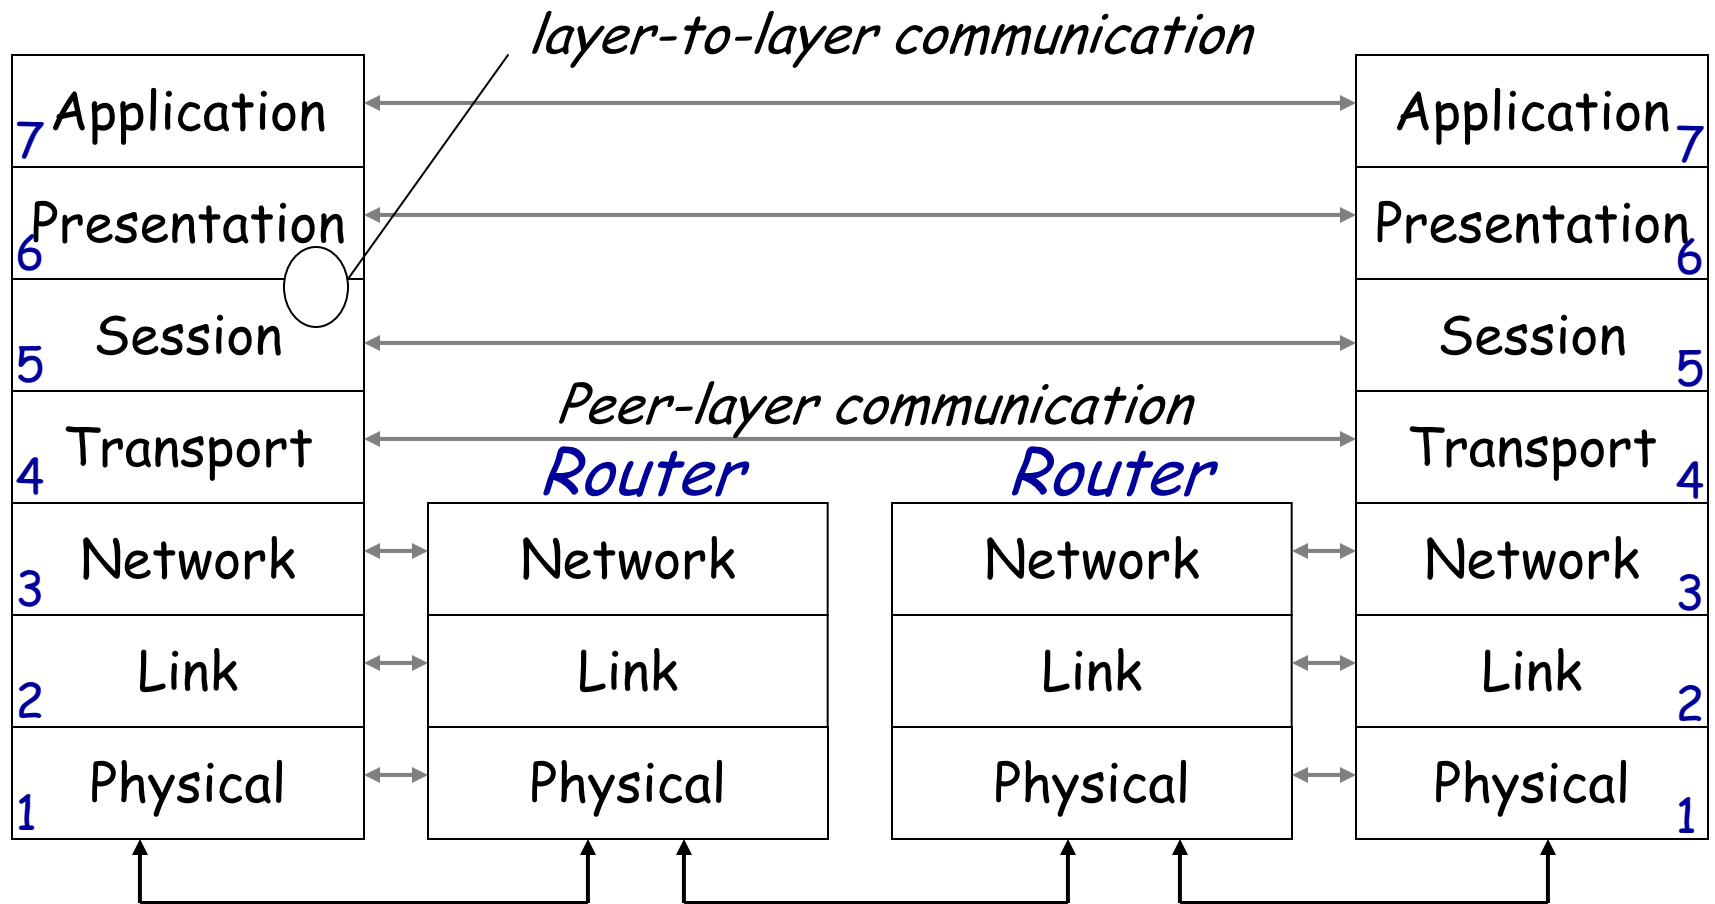 layer-to-layer communication
Application
7
Application
7
Presentation
6
Presentation
6
Session
5
Session
5
Peer-layer communication
Transport
4
Router
Router
Transport
4
Network
3
Network
Network
Network
3
Link
2
Link
Link
Link
2
Physical
1
Physical
Physical
Physical
1